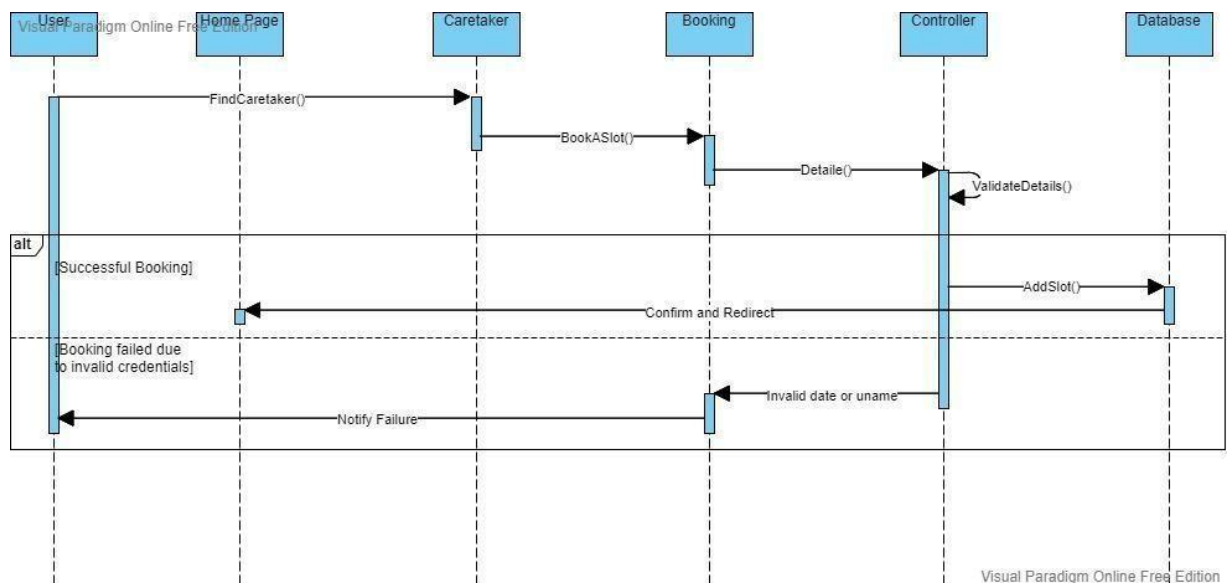 User
Home Page
Caretaker
Booking
Controller
Database
Visual Paradigm Online Free Edition
FindCaretaker()
BookASlot()
Detaile()
ValidateDetails()
alt
[Successful Booking]
AddSlot()
Confirm and Redirect
[Booking failed due
to invalid credentials]
Invalid date or uname
Notify Failure
Visual Paradigm Online Free Edition